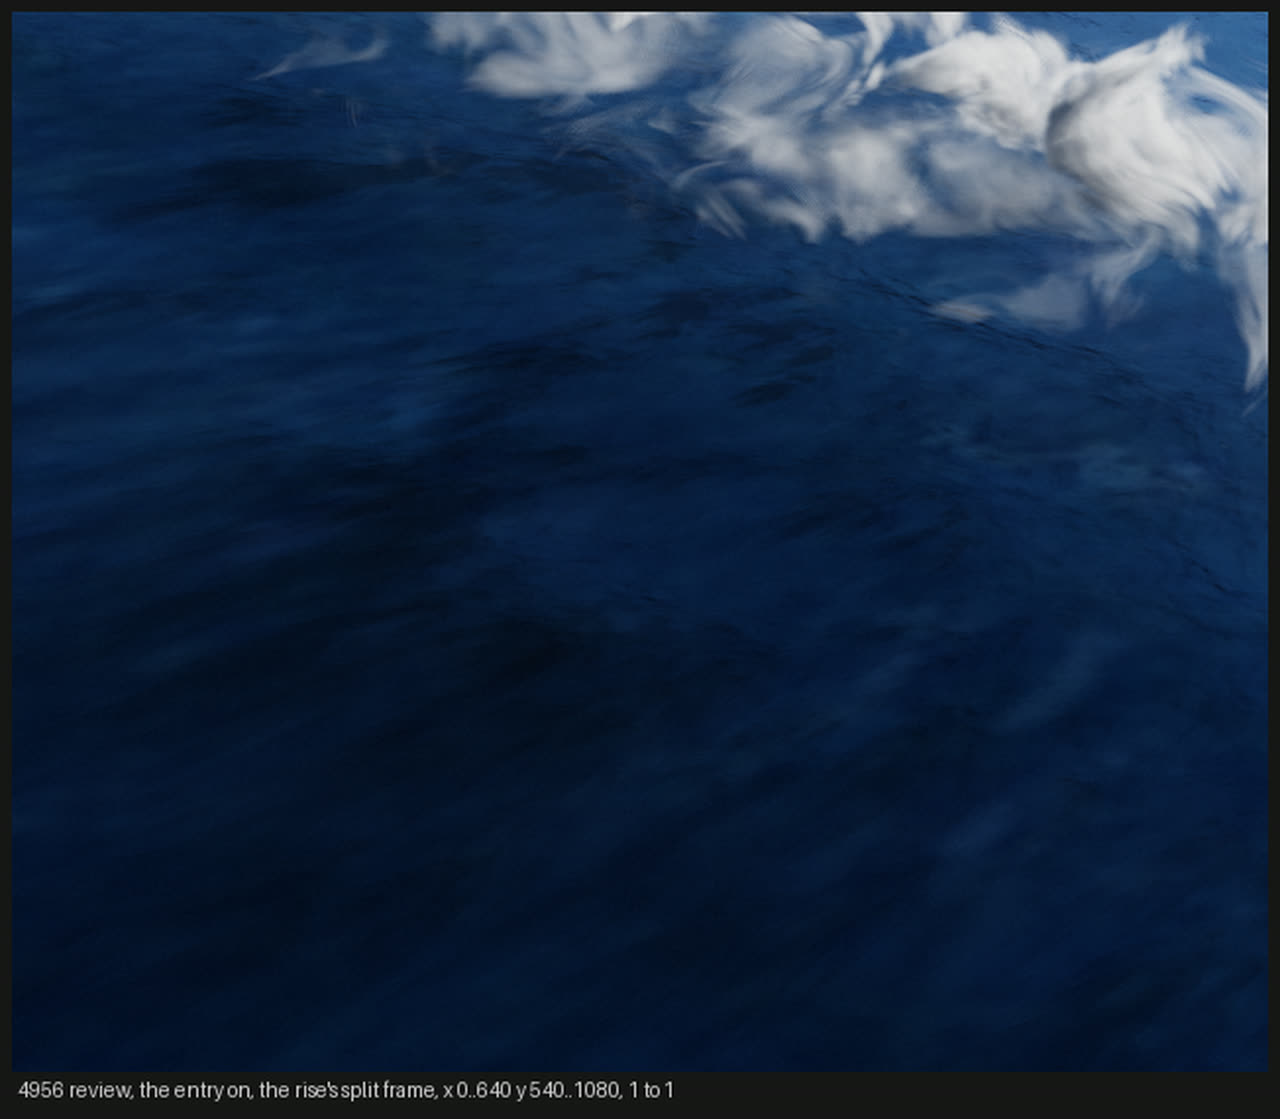 4956 review, the entry on, the rise's split frame, x 0..640 y 540..1080, 1 to 1